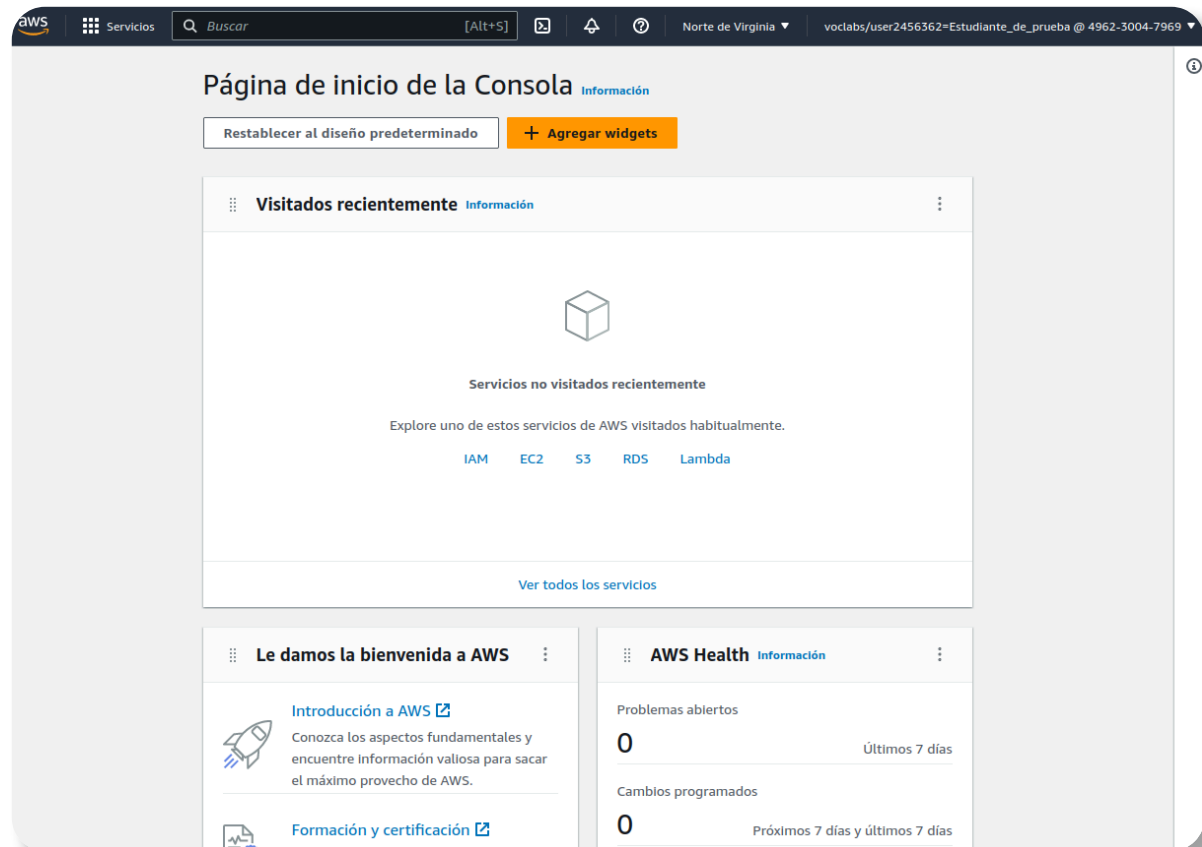 aws Servicios Buscar [Alt+S] Norte de Virginia voclabs/user2456362=Estudiante_de_prueba @ 4962-3004-7969
Página de inicio de la Consola Información
Restablecer al diseño predeterminado + Agregar widgets
Visitados recientemente Información
Servicios no visitados recientemente
Explore uno de estos servicios de AWS visitados habitualmente.
IAM EC2 S3 RDS Lambda
Ver todos los servicios
Le damos la bienvenida a AWS
Introducción a AWS
Conozca los aspectos fundamentales y
encuentre información valiosa para sacar
el máximo provecho de AWS.
Formación y certificación
AWS Health Información
Problemas abiertos
0 Últimos 7 días
Cambios programados
0 Próximos 7 días y últimos 7 días